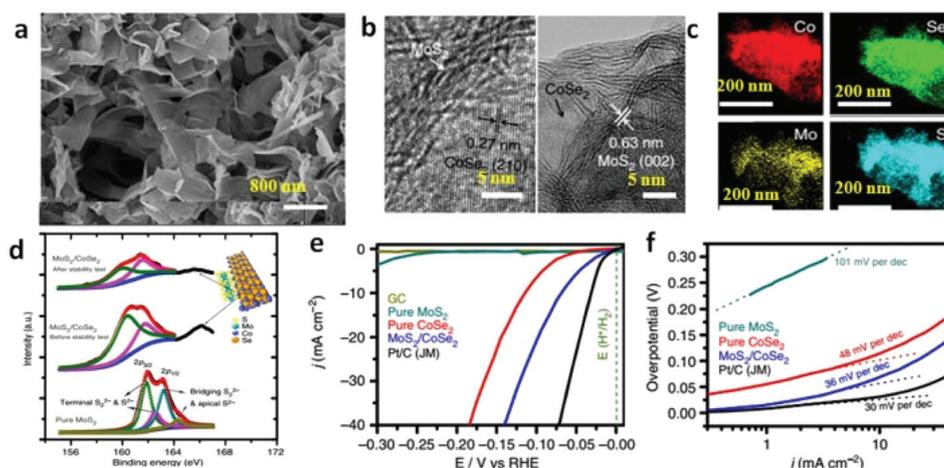 a
800 nm
b
MoS₂
0.27 nm
CoSe₂ (210)
5 nm
CoSe₂
0.63 nm
MoS₂ (002)
5 nm
c
Co
200 nm
Se
200 nm
Mo
200 nm
S
200 nm
d
MoS₂/CoSe₂
After stability test
S
Mo
Co
Se
MoS₂/CoSe₂
Before stability test
2p₃/₂
2p₁/₂
Terminal S₂²⁻ & S²⁻
Bridging S₂²⁻
& apical S²⁻
Pure MoS₂
Intensity (a.u.)
156 160 164 168 172
Binding energy (eV)
e
0
−10
−20
−30
−40
j (mA cm⁻²)
GC
Pure MoS₂
Pure CoSe₂
MoS₂/CoSe₂
Pt/C (JM)
E (H⁺/H₂)
−0.30 −0.25 −0.20 −0.15 −0.10 −0.05 −0.00
E / V vs RHE
f
Overpotential (V)
0.30
0.25
0.20
0.15
0.10
0.05
0.00
101 mV per dec
Pure MoS₂
Pure CoSe₂
MoS₂/CoSe₂
Pt/C (JM)
48 mV per dec
36 mV per dec
30 mV per dec
1 10
j (mA cm⁻²)